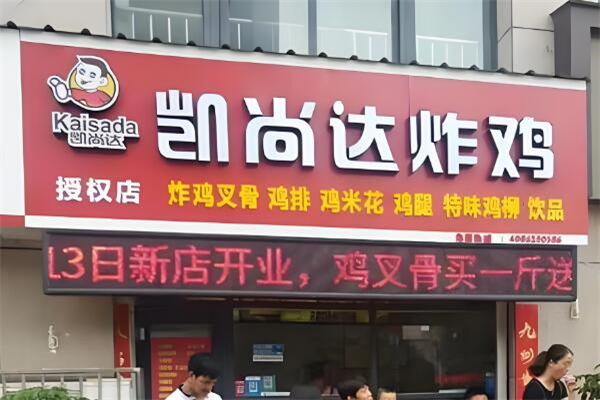 Kaisada
凯尚达
凯尚达炸鸡
授权店
炸鸡叉骨 鸡排 鸡米花 鸡腿 特味鸡柳 饮品
13日新店开业，鸡叉骨买一斤送